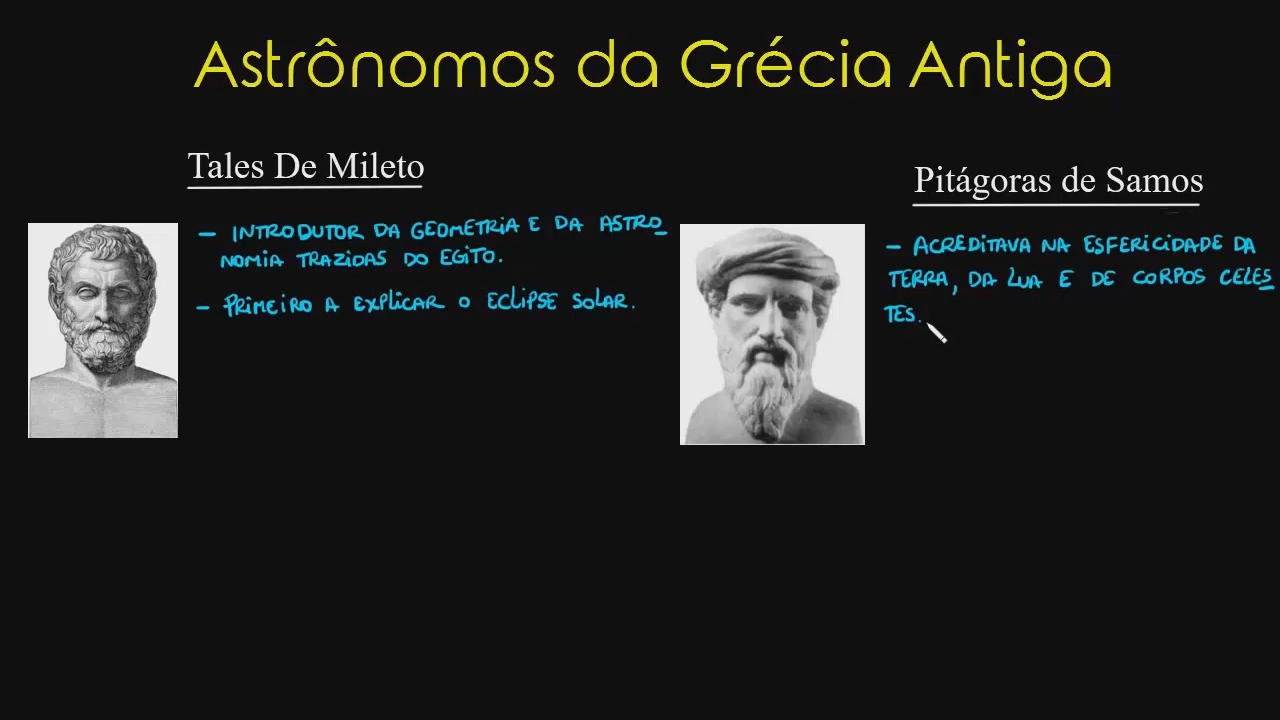 Astrônomos da Grécia Antiga
Tales De Mileto
- INTRODUTOR DA GEOMETRIA E DA ASTRO
NOMIA TRAZIDAS DO EGITO.
- PRIMEIRO A EXPLICAR O ECLIPSE SOLAR.
Pitágoras de Samos
- ACREDITAVA NA ESFERICIDADE DA
TERRA, DA LUA E DE CORPOS CELES
TES.